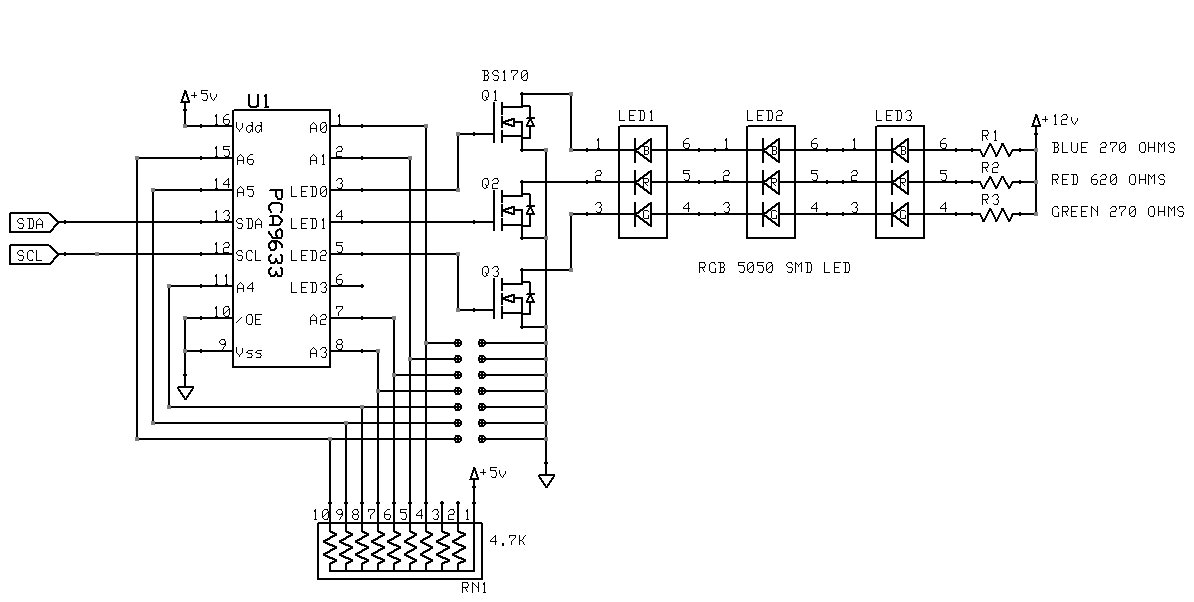 BS170
+5v
U1
Q1
LED1
LED2
LED3
+12v
16
Vdd
A0
1
R1
1
B
6
1
B
6
1
B
6
BLUE 270 OHMS
15
A6
A1
2
R2
14
A5
LED0
3
Q2
2
R
5
2
R
5
2
R
5
RED 620 OHMS
R3
SDA
13
SDA
LED1
4
3
G
4
3
G
4
3
G
4
GREEN 270 OHMS
PCA9633
SCL
12
SCL
LED2
5
Q3
RGB 5050 SMD LED
11
A4
LED3
6
10
/OE
A2
7
9
Vss
A3
8
+5v
10
9
8
7
6
5
4
3
2
1
4.7K
RN1